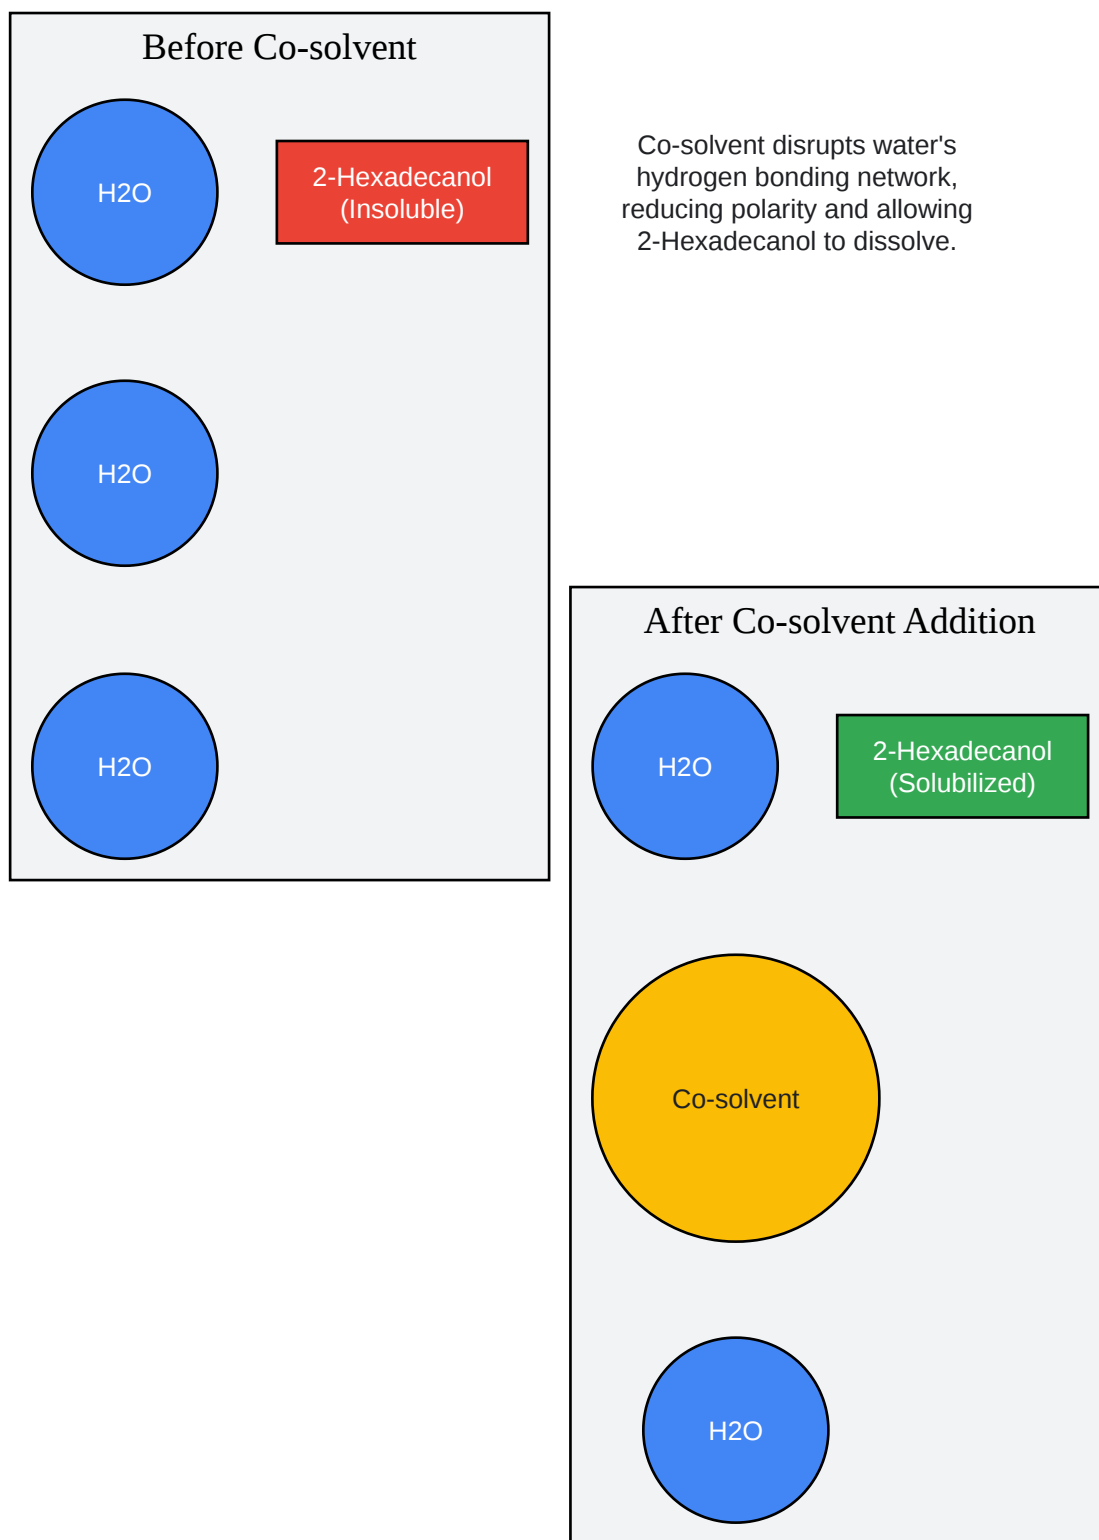 Before Co-solvent
H2O
2-Hexadecanol
(Insoluble)
H2O
H2O
Co-solvent disrupts water's
hydrogen bonding network,
reducing polarity and allowing
2-Hexadecanol to dissolve.
After Co-solvent Addition
H2O
2-Hexadecanol
(Solubilized)
Co-solvent
H2O